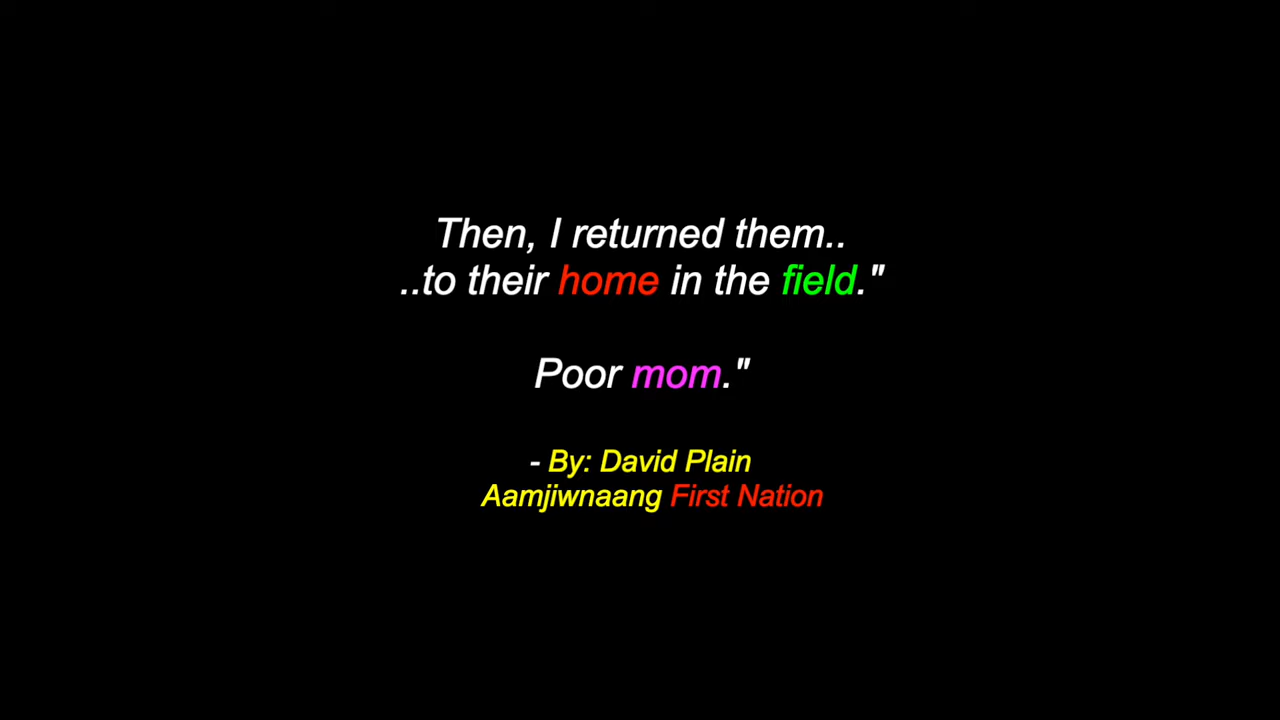 Then, I returned them..
..to their home in the field."
Poor mom."
- By: David Plain
Aamjiwnaang First Nation